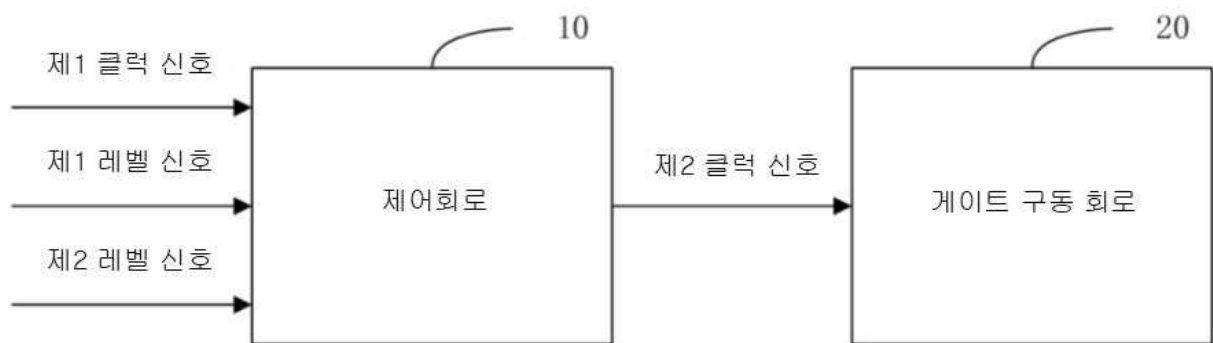 10
20
제1 클럭 신호
제1 레벨 신호
제2 레벨 신호
제어회로
제2 클럭 신호
게이트 구동 회로